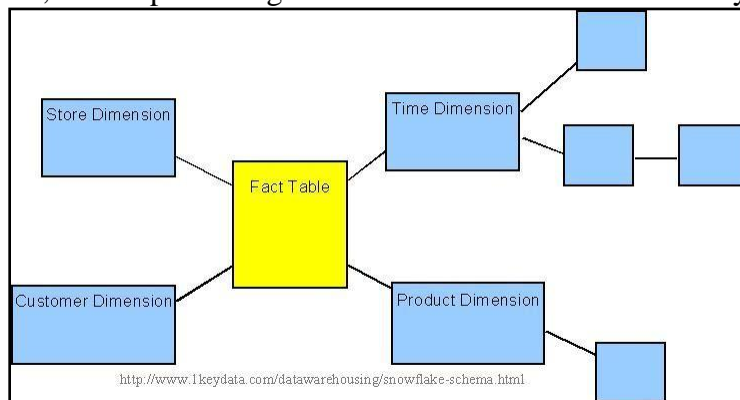 Store Dimension
Time Dimension
Fact Table
Customer Dimension
Product Dimension
http://www.1keydata.com/datawarehousing/snowflake-schema.html